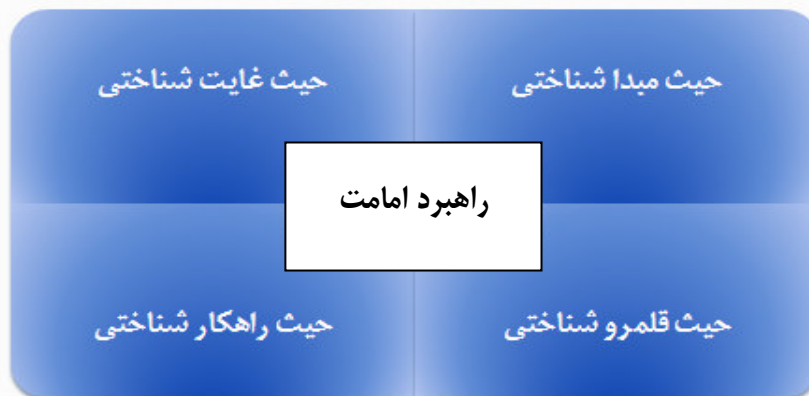 حیث مبدا شناختی
حیث غایت شناختی
راهبرد امامت
حیث قلمرو شناختی
حیث راهکار شناختی